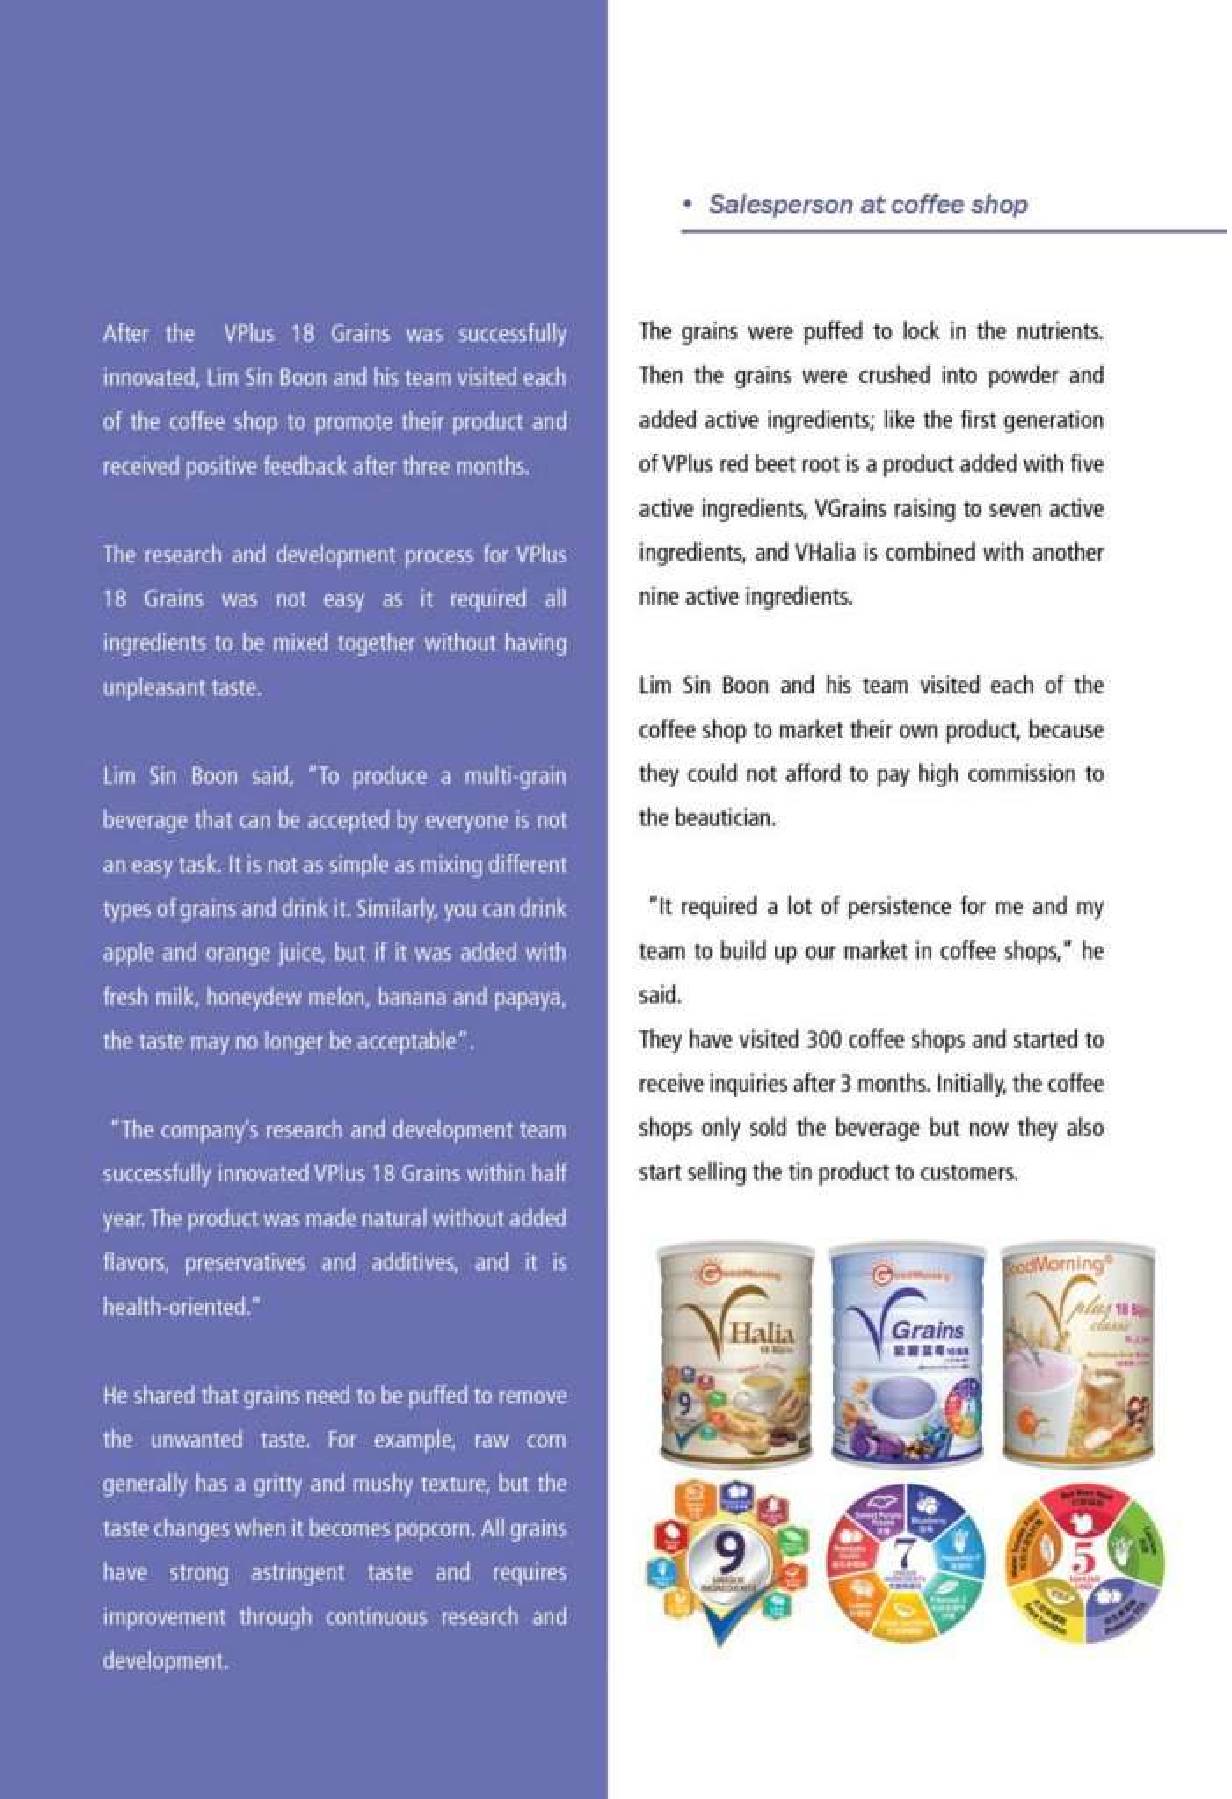 • Salesperson at coffee shop
After the VPlus 18 Grains was successfully
innovated, Lim Sin Boon and his team visited each
of the coffee shop to promote their product and
received positive feedback after three months.
The research and development process for VPlus
18 Grains was not easy as it required all
ingredients to be mixed together without having
unpleasant taste.
Lim Sin Boon said, "To produce a multi-grain
beverage that can be accepted by everyone is not
an easy task. It is not as simple as mixing different
types of grains and drink it. Similarly, you can drink
apple and orange juice, but if it was added with
fresh milk, honeydew melon, banana and papaya,
the taste may no longer be acceptable".
"The company's research and development team
successfully innovated VPlus 18 Grains within half
year. The product was made natural without added
flavors, preservatives and additives, and it is
health-oriented."
He shared that grains need to be puffed to remove
the unwanted taste. For example, raw corn
generally has a gritty and mushy texture, but the
taste changes when it becomes popcorn. All grains
have strong astringent taste and requires
improvement through continuous research and
development.
The grains were puffed to lock in the nutrients.
Then the grains were crushed into powder and
added active ingredients; like the first generation
of VPlus red beet root is a product added with five
active ingredients, VGrains raising to seven active
ingredients, and VHalia is combined with another
nine active ingredients.
Lim Sin Boon and his team visited each of the
coffee shop to market their own product, because
they could not afford to pay high commission to
the beautician.
"It required a lot of persistence for me and my
team to build up our market in coffee shops," he
said.
They have visited 300 coffee shops and started to
receive inquiries after 3 months. Initially, the coffee
shops only sold the beverage but now they also
start selling the tin product to customers.
GoodMorning
VHalia
9
GoodMorning
VGrains
GoodMorning®
Vplus 18
classic
9
7
Blueberry
5